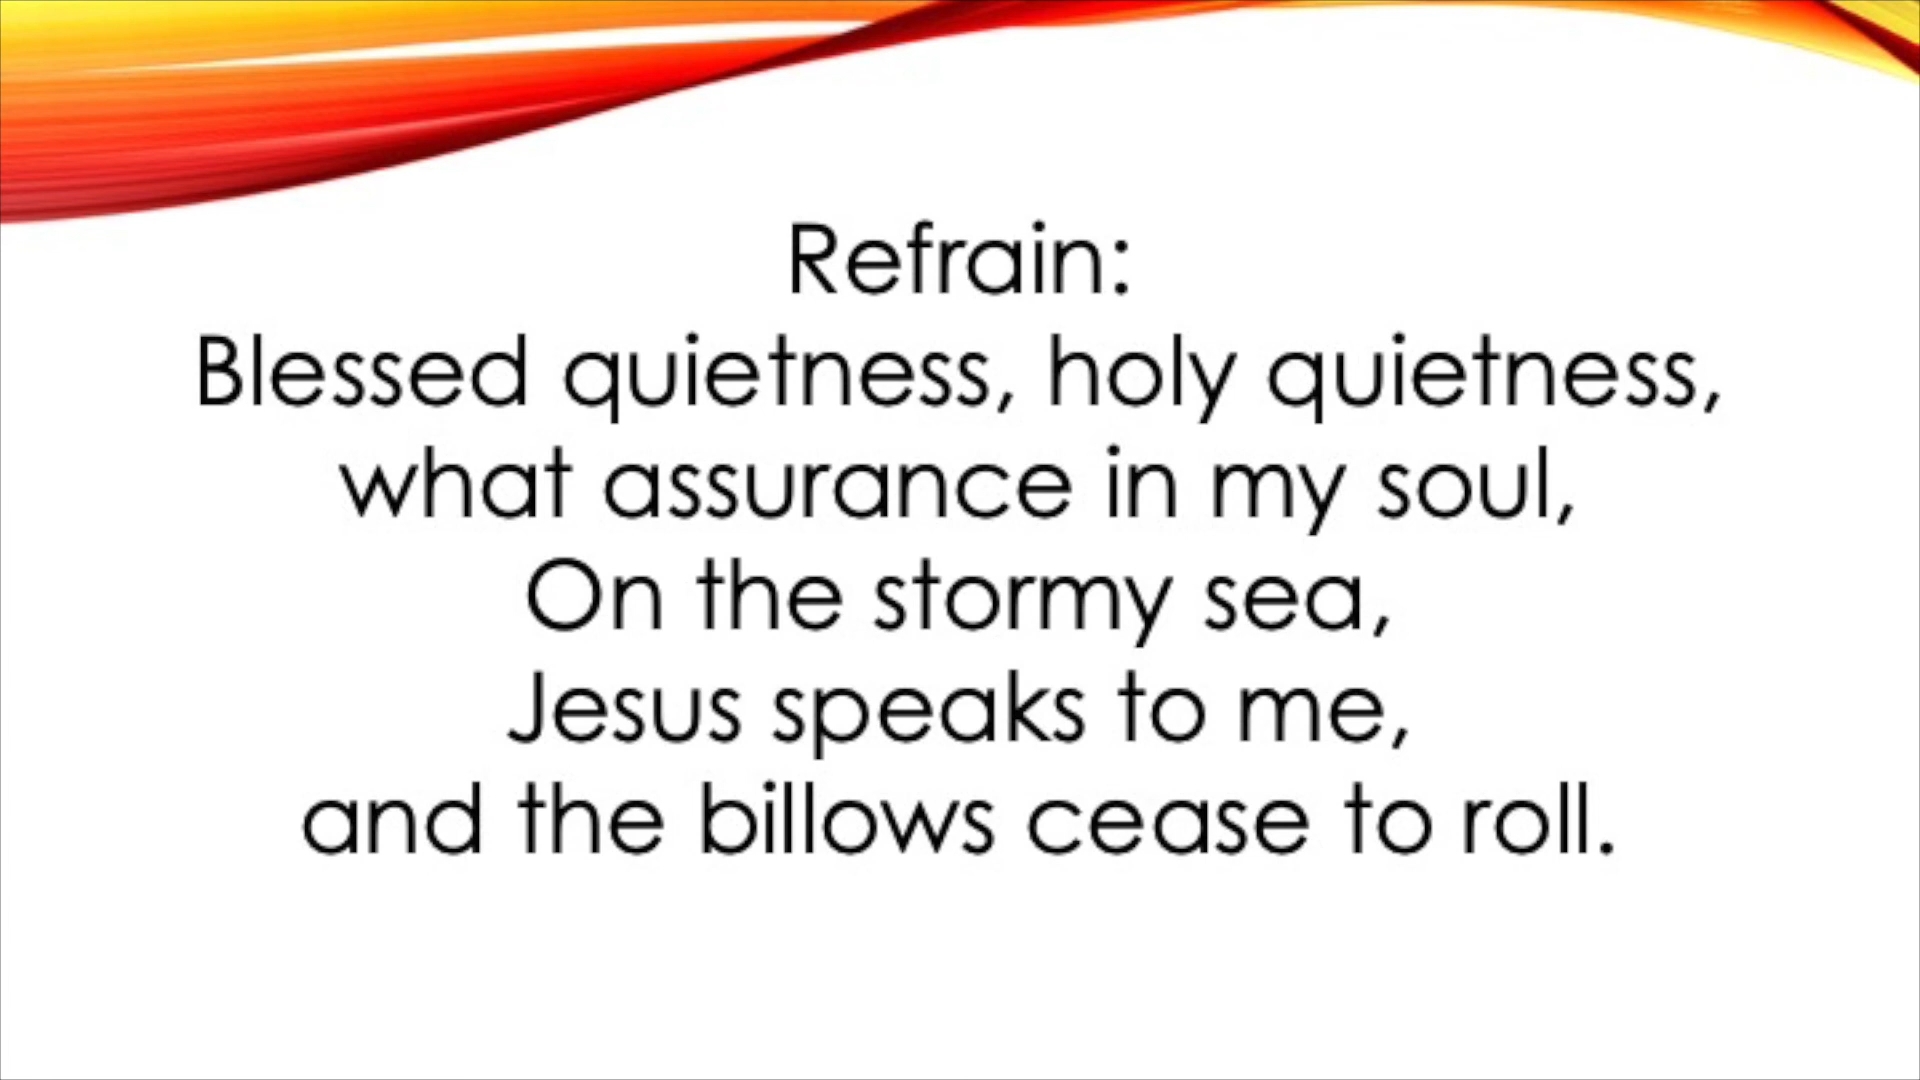 Refrain:
Blessed quietness, holy quietness,
what assurance in my soul,
On the stormy sea,
Jesus speaks to me,
and the billows cease to roll.